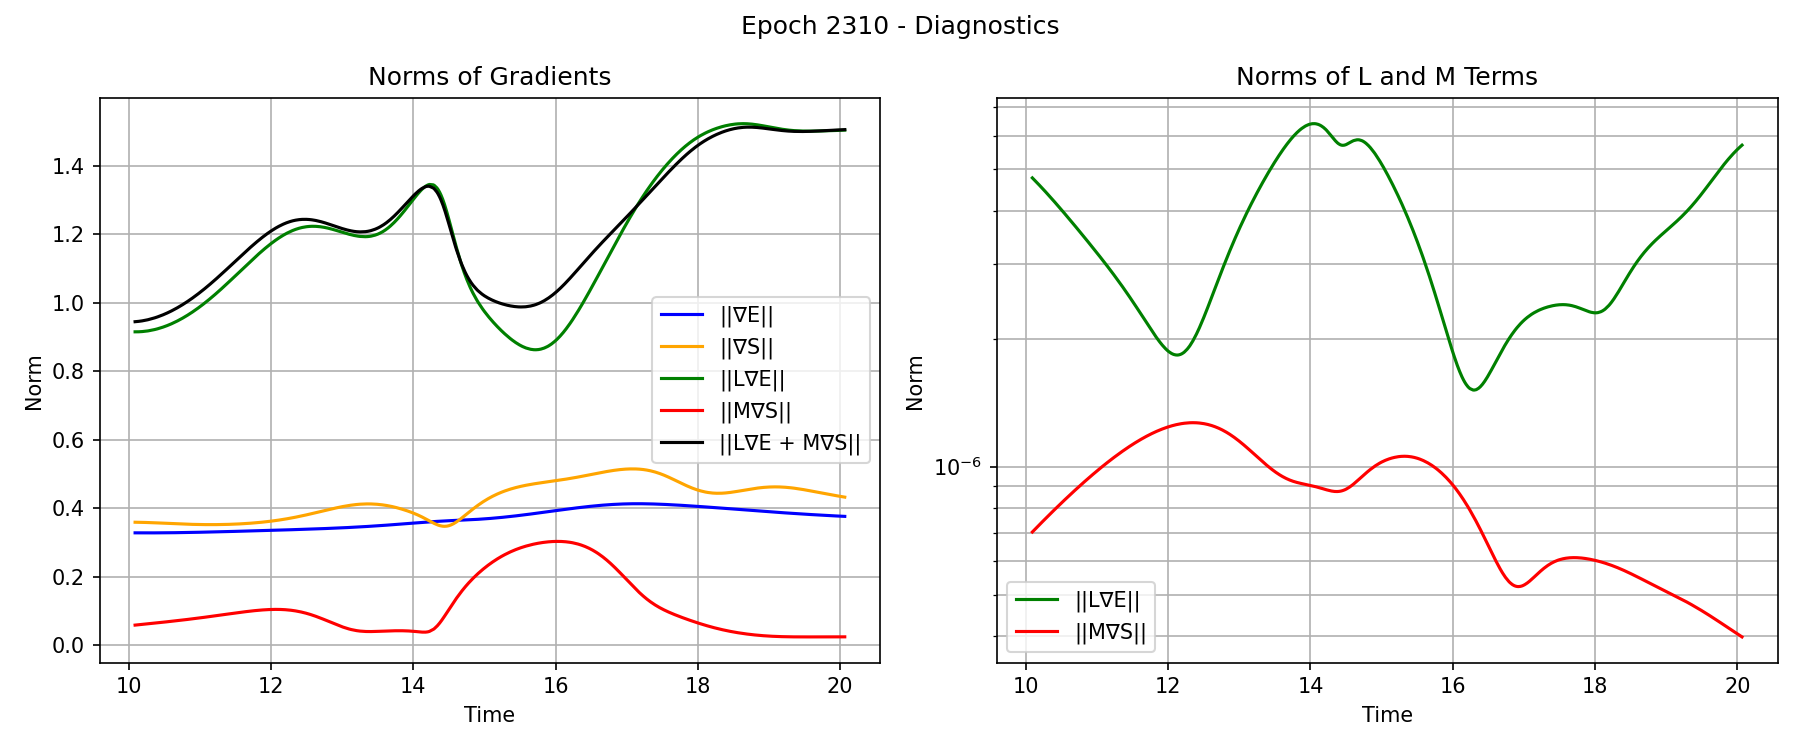 Epoch 2310 - Diagnostics
Norms of Gradients
Norm
1.4
1.2
1.0
0.8
0.6
0.4
0.2
0.0
||∇E||
||∇S||
||L∇E||
||M∇S||
||L∇E + M∇S||
10 12 14 16 18 20
Time
Norms of L and M Terms
Norm
10⁻⁶
||L∇E||
||M∇S||
10 12 14 16 18 20
Time